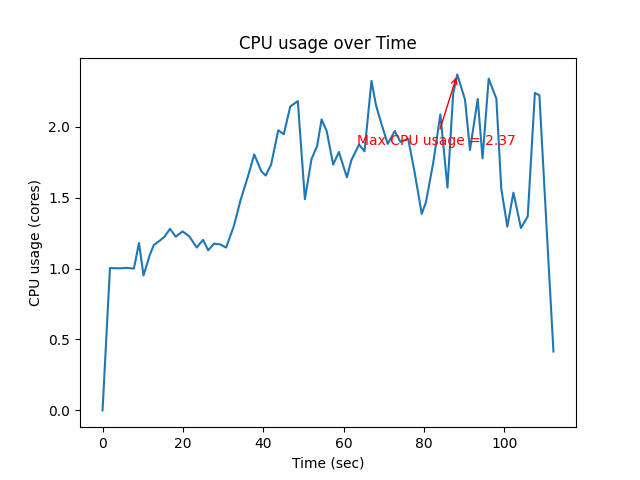 CPU usage over Time
Max CPU usage = 2.37
2.0
1.5
1.0
0.5
0.0
CPU usage (cores)
0 20 40 60 80 100
Time (sec)